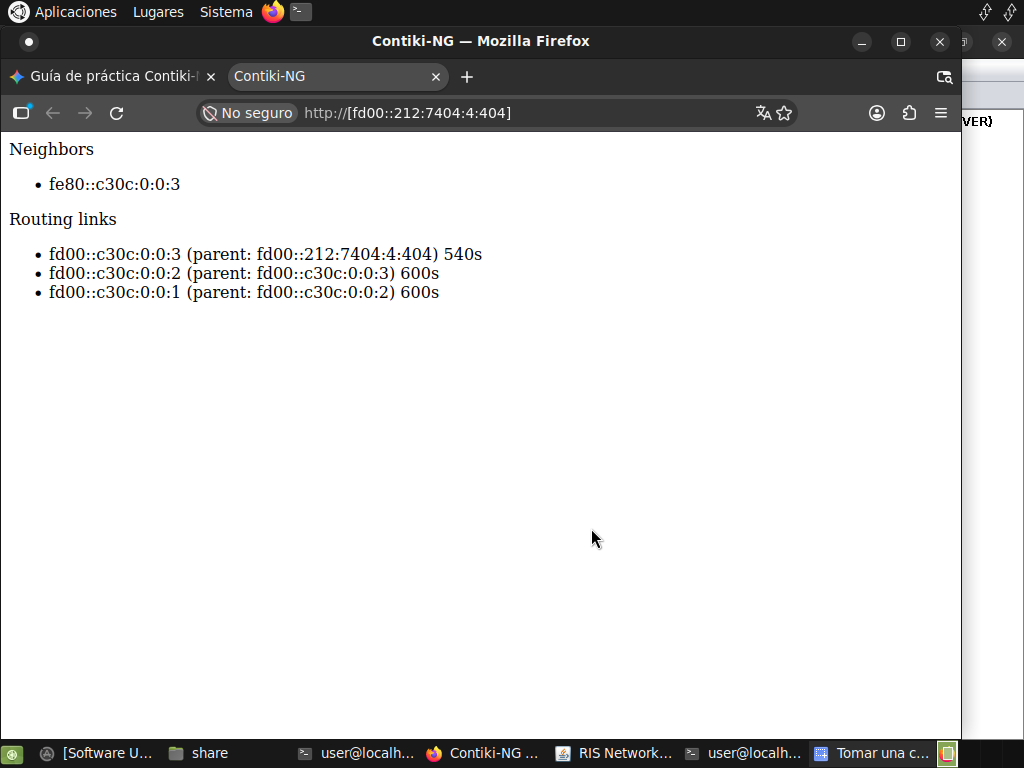 Aplicaciones Lugares Sistema
Contiki-NG — Mozilla Firefox
Guía de práctica Contiki-N
Contiki-NG
No seguro http://[fd00::212:7404:4:404]
VER)
Neighbors
• fe80::c30c:0:0:3
Routing links
• fd00::c30c:0:0:3 (parent: fd00::212:7404:4:404) 540s
• fd00::c30c:0:0:2 (parent: fd00::c30c:0:0:3) 600s
• fd00::c30c:0:0:1 (parent: fd00::c30c:0:0:2) 600s
[Software U... share user@localh... Contiki-NG ... RIS Network... user@localh... Tomar una c...